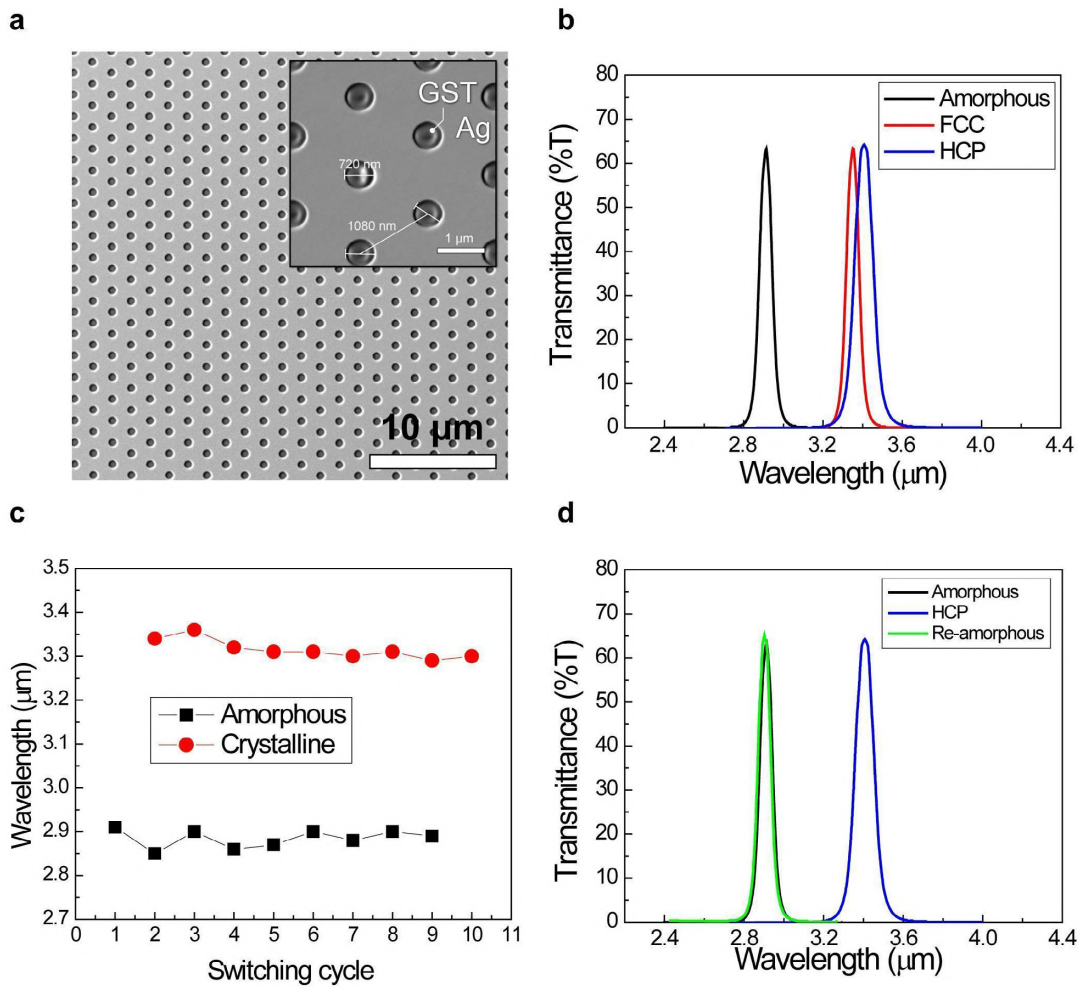 a
GST
Ag
720 nm
1080 nm
1 μm
10 μm
b
Transmittance (%T)
80
70
60
50
40
30
20
10
0
Amorphous
FCC
HCP
2.4 2.8 3.2 3.6 4.0 4.4
Wavelength (μm)
c
Wavelength (μm)
3.5
3.4
3.3
3.2
3.1
3.0
2.9
2.8
2.7
Amorphous
Crystalline
0 1 2 3 4 5 6 7 8 9 10 11
Switching cycle
d
Transmittance (%T)
80
70
60
50
40
30
20
10
0
Amorphous
HCP
Re-amorphous
2.4 2.8 3.2 3.6 4.0 4.4
Wavelength (μm)